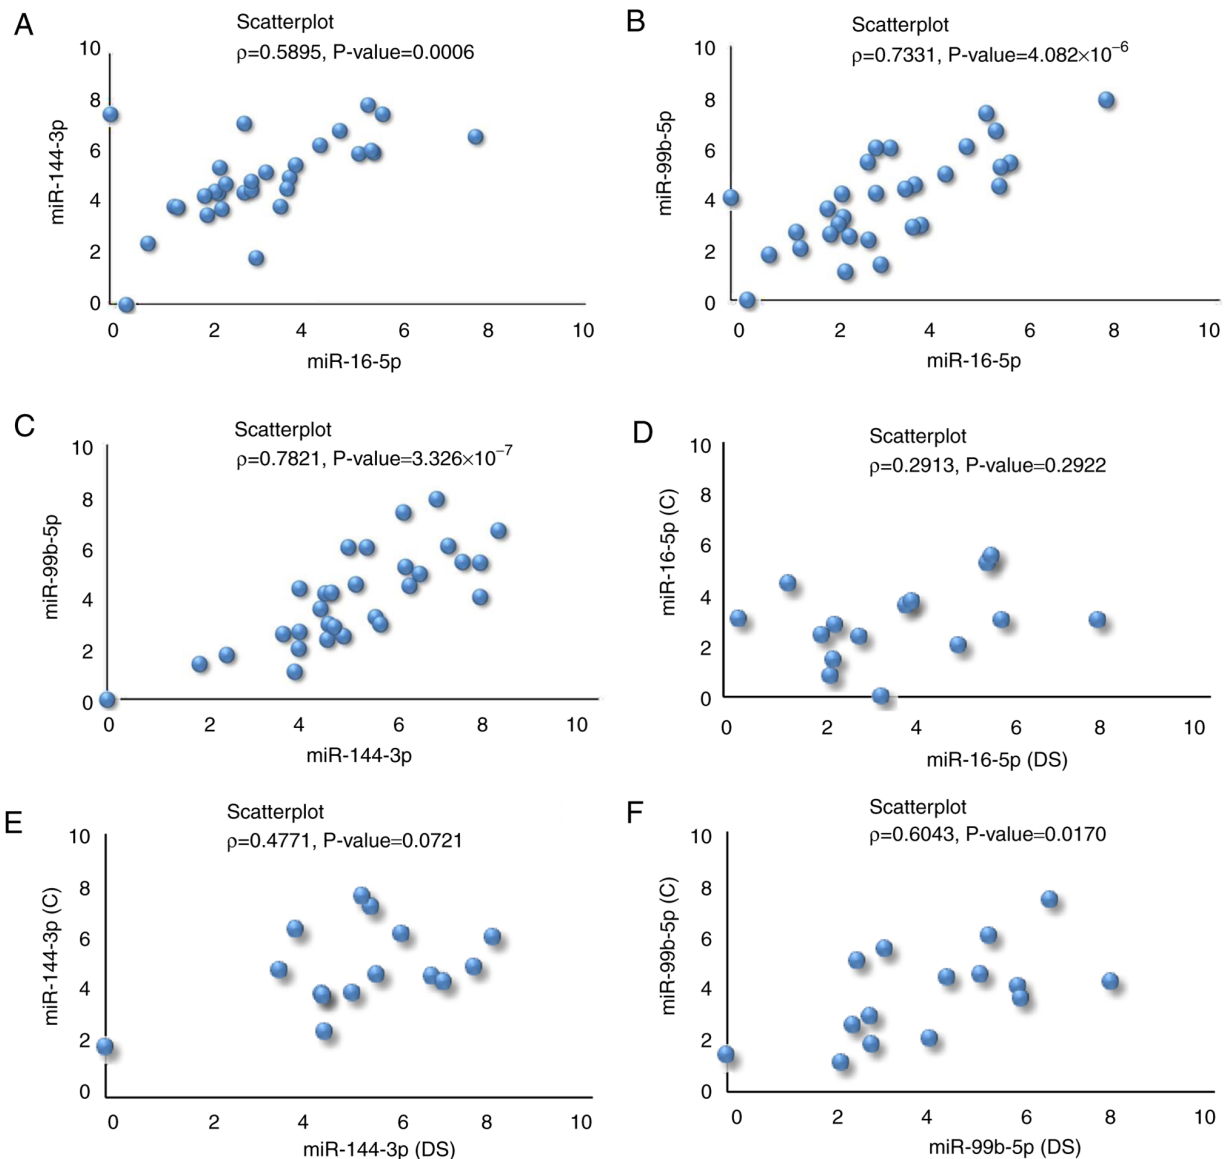 A
Scatterplot
ρ=0.5895, P-value=0.0006
10
8
6
4
2
0
miR-144-3p
0 2 4 6 8 10
miR-16-5p
B
Scatterplot
ρ=0.7331, P-value=4.082×10⁻⁶
10
8
6
4
2
0
miR-99b-5p
0 2 4 6 8 10
miR-16-5p
C
Scatterplot
ρ=0.7821, P-value=3.326×10⁻⁷
10
8
6
4
2
0
miR-99b-5p
0 2 4 6 8 10
miR-144-3p
D
Scatterplot
ρ=0.2913, P-value=0.2922
10
8
6
4
2
0
miR-16-5p (C)
0 2 4 6 8 10
miR-16-5p (DS)
E
Scatterplot
ρ=0.4771, P-value=0.0721
10
8
6
4
2
0
miR-144-3p (C)
0 2 4 6 8 10
miR-144-3p (DS)
F
Scatterplot
ρ=0.6043, P-value=0.0170
10
8
6
4
2
0
miR-99b-5p (C)
0 2 4 6 8 10
miR-99b-5p (DS)